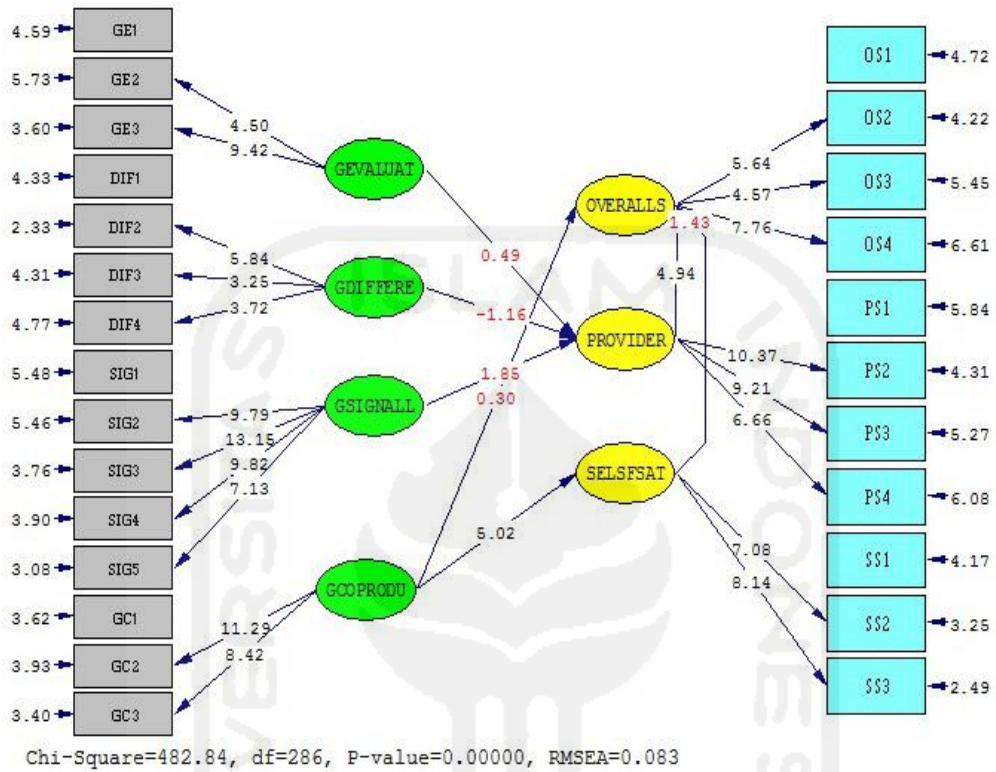 4.59 GE1
5.73 GE2
3.60 GE3
4.33 DIF1
2.33 DIF2
4.31 DIF3
4.77 DIF4
5.48 SIG1
5.46 SIG2
3.76 SIG3
3.90 SIG4
3.08 SIG5
3.62 GC1
3.93 GC2
3.40 GC3
4.50
9.42
5.84
3.25
3.72
9.79
13.15
9.82
7.13
11.29
8.42
GEVALUAT
GDIFFERE
GSIGNALL
GCOPRODU
0.49
-1.16
1.85
0.30
5.02
OVERALLS
PROVIDER
SELSFSAT
1.43
4.94
5.64
4.57
7.76
10.37
9.21
6.66
7.08
8.14
OS1 4.72
OS2 4.22
OS3 5.45
OS4 6.61
PS1 5.84
PS2 4.31
PS3 5.27
PS4 6.08
SS1 4.17
SS2 3.25
SS3 2.49
Chi-Square=482.84, df=286, P-value=0.00000, RMSEA=0.083
ISLAM